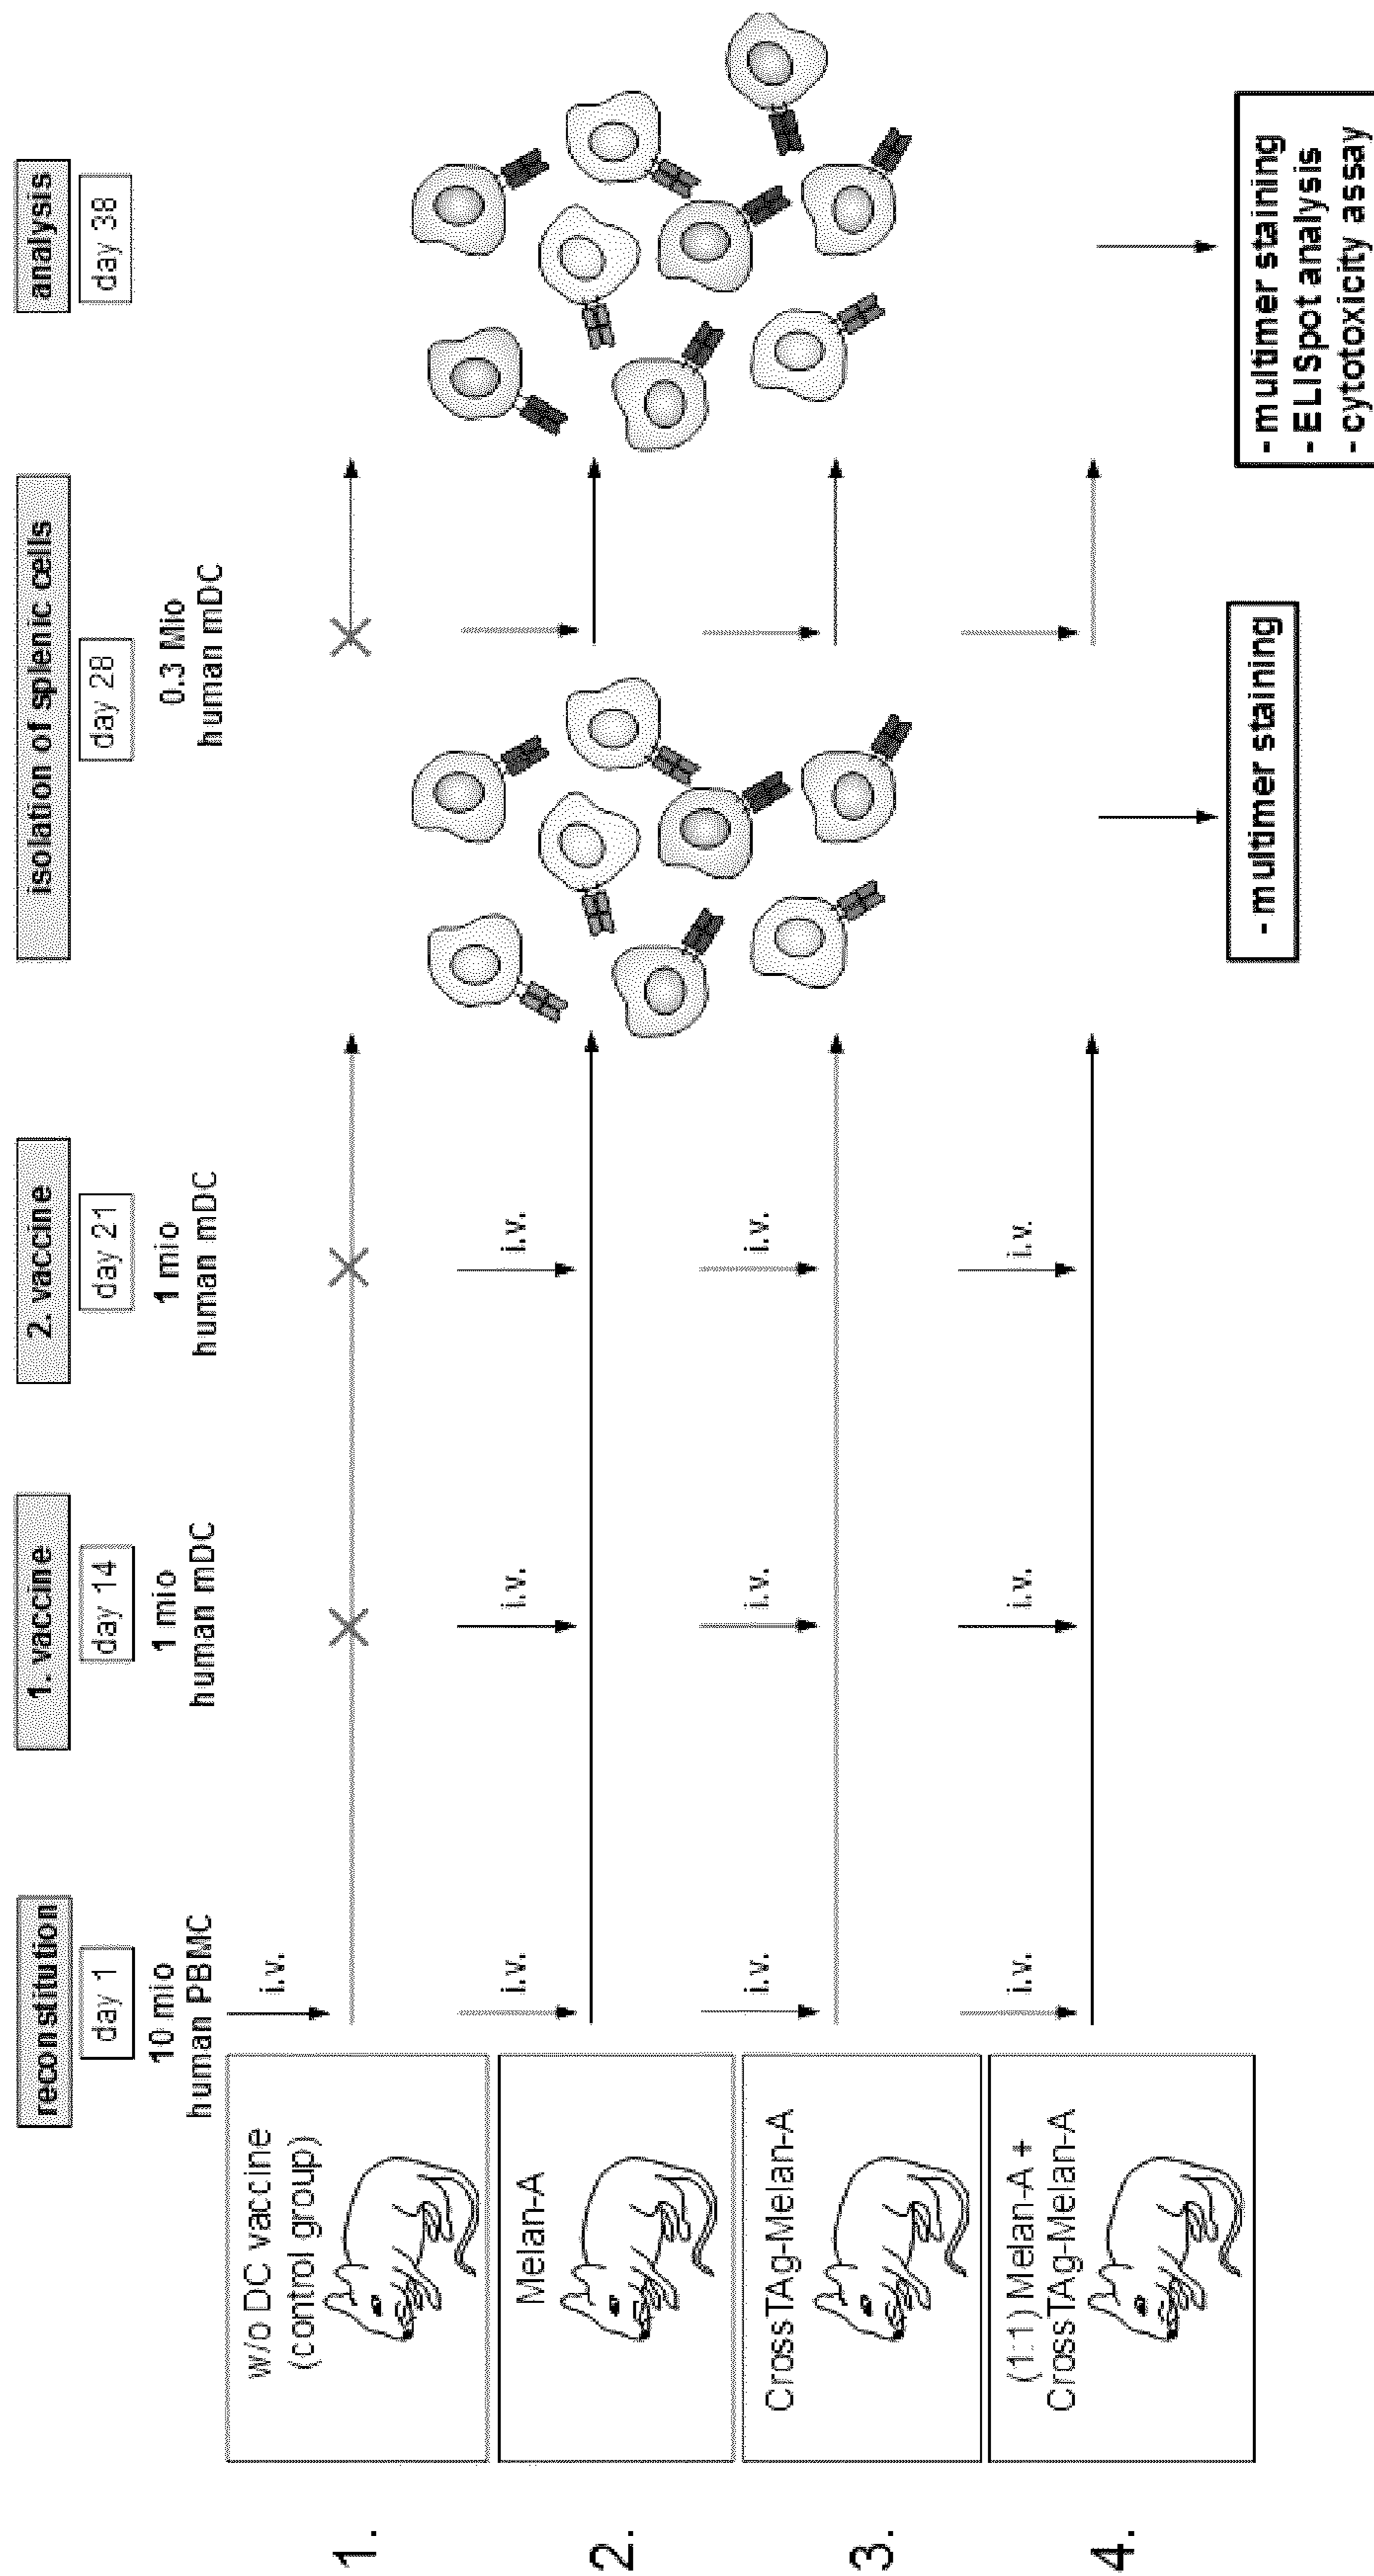 reconstitution
day 1
10 mio
human PBMC
1. vaccine
day 14
1 mio
human mDC
2. vaccine
day 21
1 mio
human mDC
isolation of splenic cells
day 28
0.3 Mio
human mDC
analysis
day 38
1.
w/o DC vaccine
(control group)
i.v.
2.
Melan-A
i.v.
i.v.
i.v.
3.
CrossTAg-Melan-A
i.v.
i.v.
i.v.
4.
(1:1) Melan-A +
CrossTAg-Melan-A
i.v.
i.v.
i.v.
- multimer staining
- multimer staining
- ELISpot analysis
- cytotoxicity assay